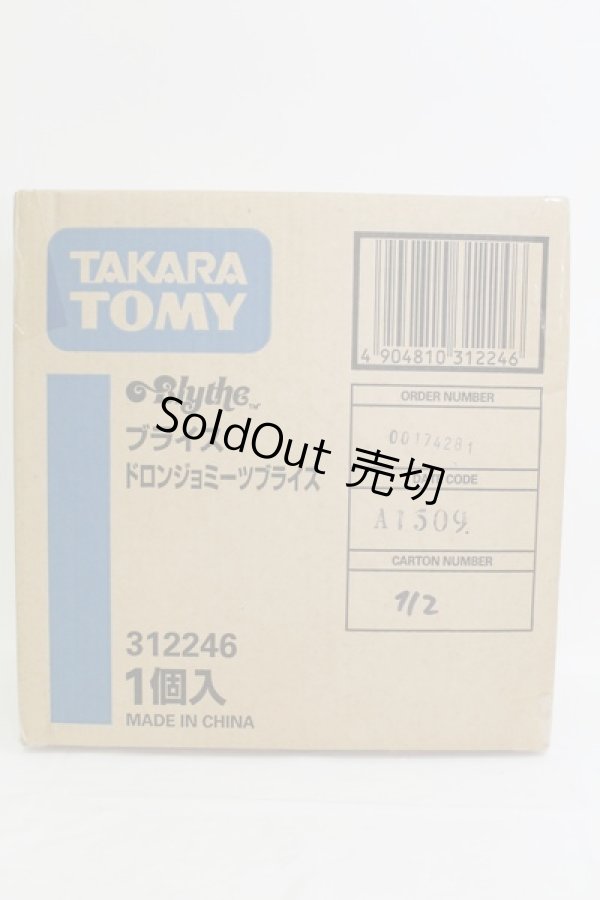 TAKARA
TOMY
Blythe™
ブライス
ドロンジョミーツブライス
312246
1個入
MADE IN CHINA
4 904810 312246
ORDER NUMBER
00174281
CODE
A1509.
CARTON NUMBER
1/2
SoldOut 売切